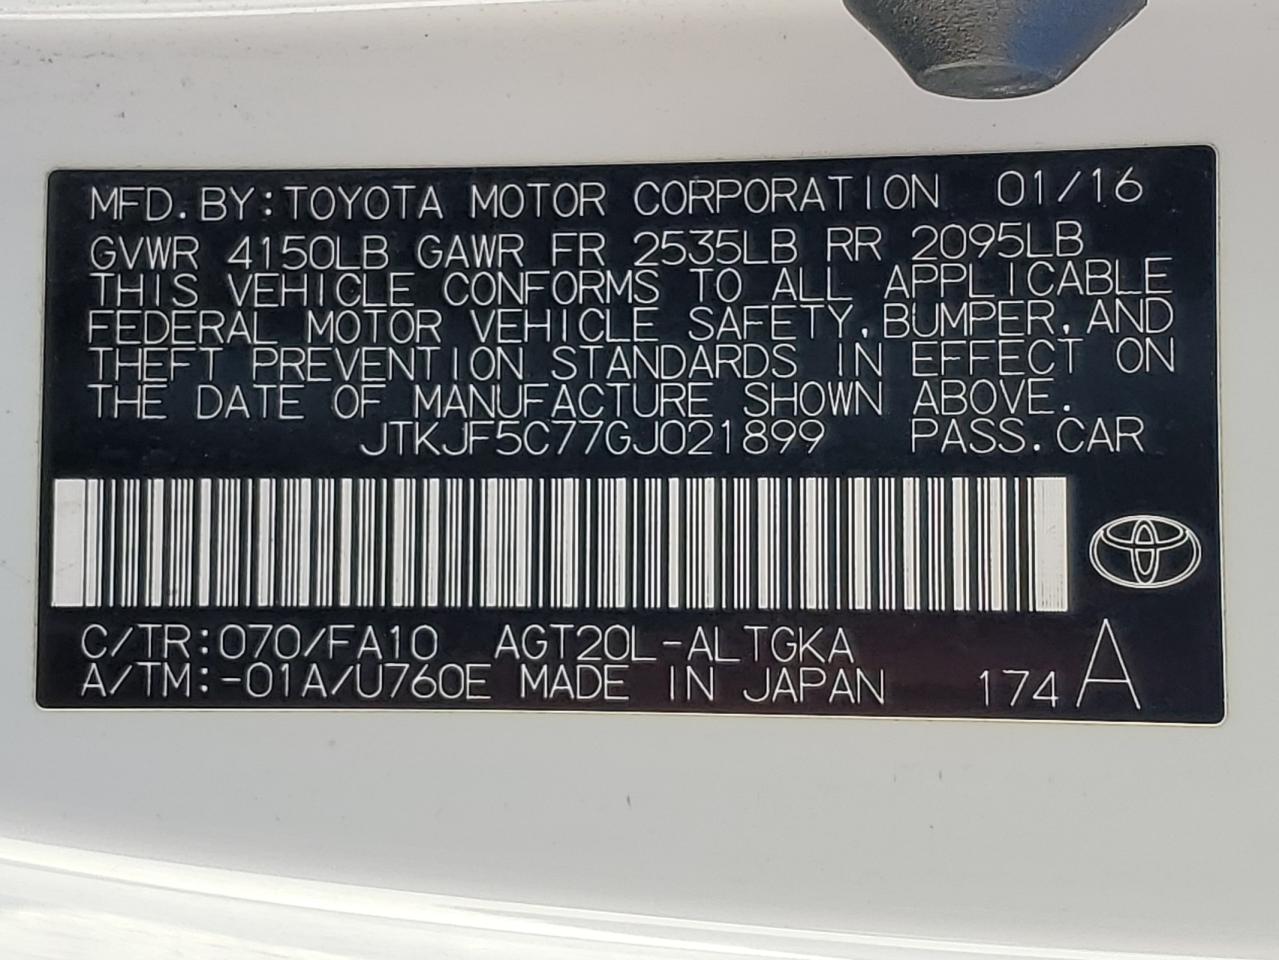 MFD. BY: TOYOTA MOTOR CORPORATION 01/16
GVWR 4150LB GAWR FR 2535LB RR 2095LB
THIS VEHICLE CONFORMS TO ALL APPLICABLE
FEDERAL MOTOR VEHICLE SAFETY, BUMPER, AND
THEFT PREVENTION STANDARDS IN EFFECT ON
THE DATE OF MANUFACTURE SHOWN ABOVE.
JTKJF5C77GJ021899 PASS. CAR
C/TR: 070/FA10 AGT20L-ALTGKA
A/TM: -01A/U760E MADE IN JAPAN 174 A